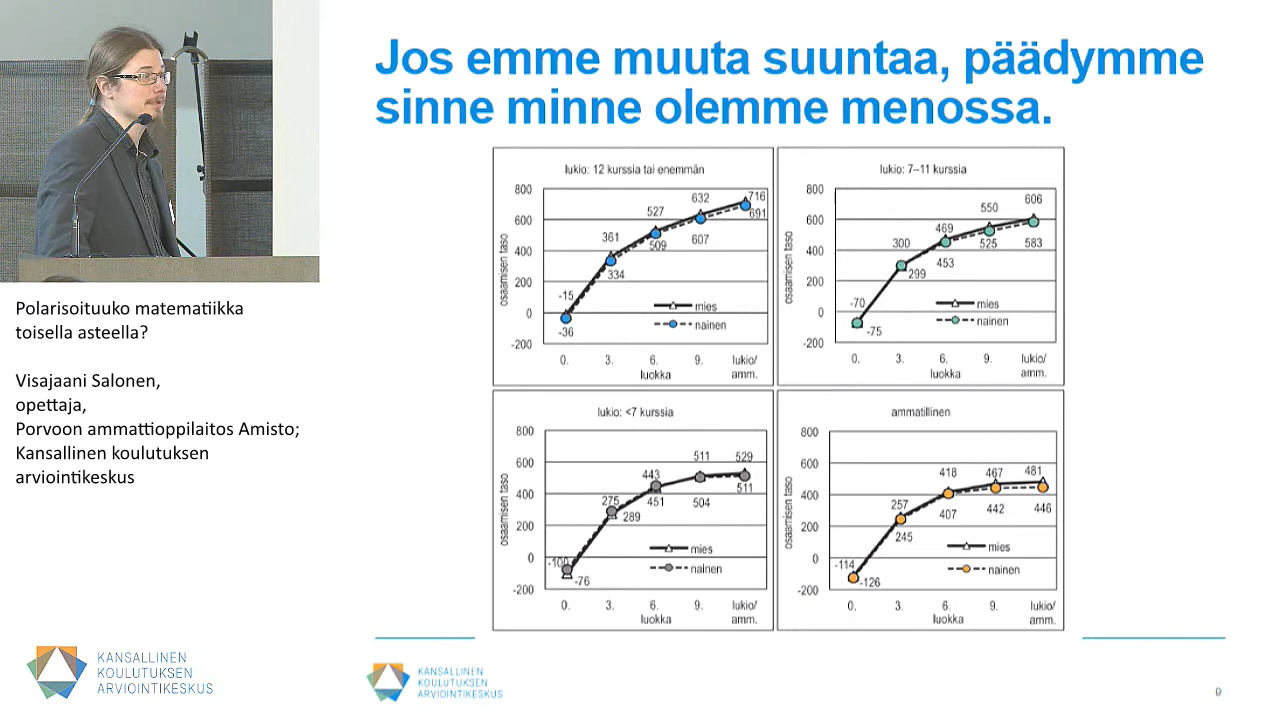 Jos emme muuta suuntaa, päädymme
sinne minne olemme menossa.
lukio: 12 kurssia tai enemmän
osaamisen taso
800
600
400
200
0
-200
-15
-36
361
334
527
509
632
607
716
691
mies
nainen
0. 3. 6. 9. lukio/
luokka amm.
lukio: 7–11 kurssia
osaamisen taso
800
600
400
200
0
-200
-70
-75
300
299
469
453
550
525
606
583
mies
nainen
0. 3. 6. 9. lukio/
luokka amm.
lukio: <7 kurssia
osaamisen taso
800
600
400
200
0
-200
-100
-76
275
289
443
451
511
504
529
511
mies
nainen
0. 3. 6. 9. lukio/
luokka amm.
ammatillinen
osaamisen taso
800
600
400
200
0
-200
-114
-126
257
245
418
407
467
442
481
446
mies
nainen
0. 3. 6. 9. lukio/
luokka amm.
Polarisoituuko matematiikka
toisella asteella?
Visajaani Salonen,
opettaja,
Porvoon ammattioppilaitos Amisto;
Kansallinen koulutuksen
arviointikeskus
KANSALLINEN
KOULUTUKSEN
ARVIOINTIKESKUS
KANSALLINEN
KOULUTUKSEN
ARVIOINTIKESKUS
9